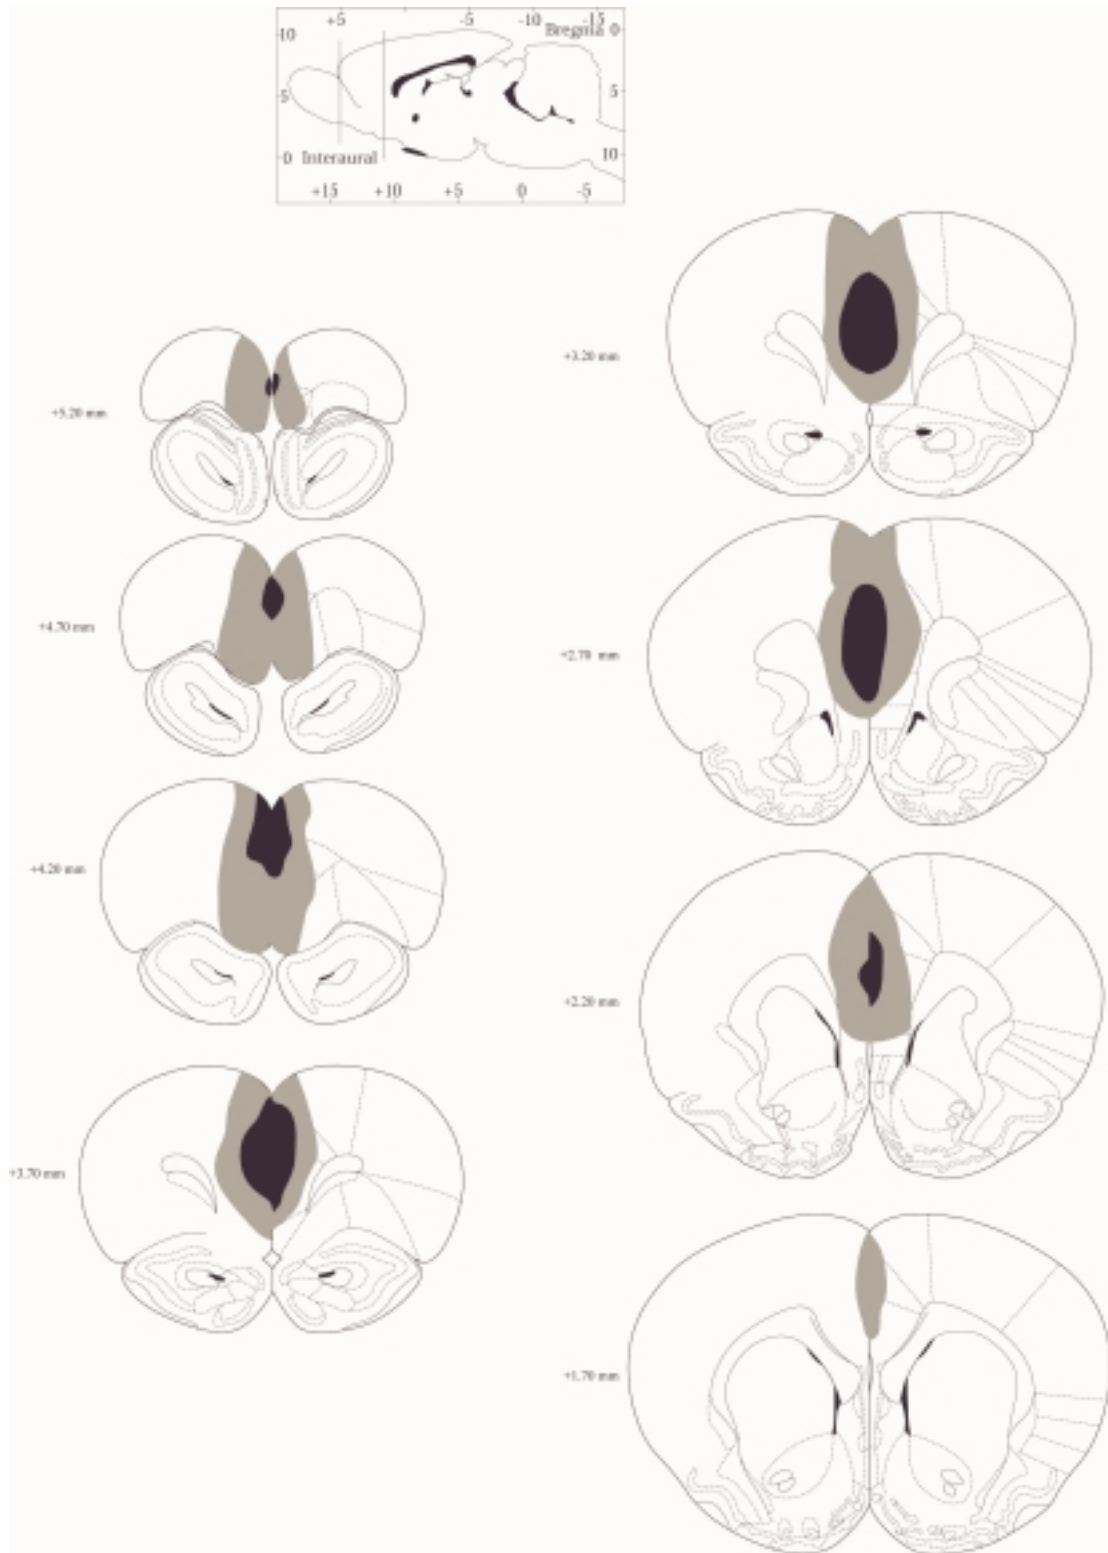 +5 -5 -10 -15
10 Bregma 0
5 5
0 Interaural 10
+15 +10 +5 0 -5
+3.20 mm
+5.20 mm
+4.70 mm
+2.70 mm
+4.20 mm
+2.20 mm
+3.70 mm
+1.70 mm